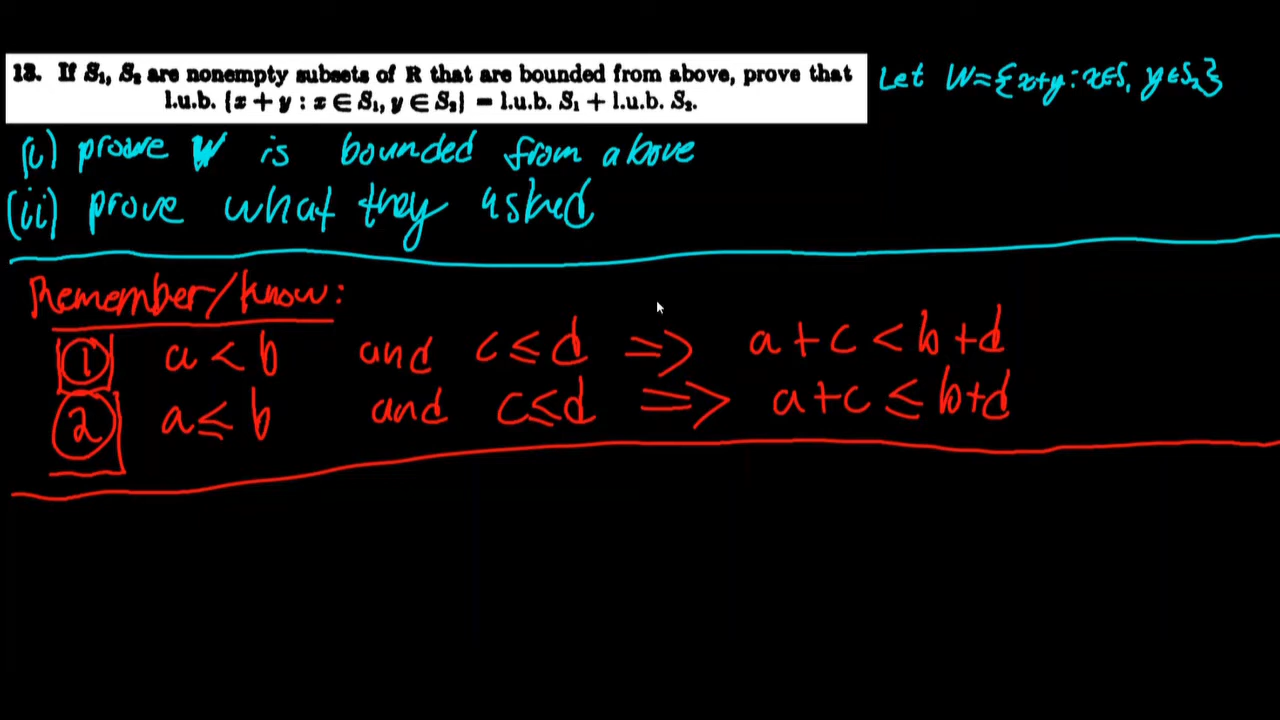 13. If S₁, S₂ are nonempty subsets of R that are bounded from above, prove that
l.u.b. {x + y : x ∈ S₁, y ∈ S₂} = l.u.b. S₁ + l.u.b. S₂.
Let W={x+y : x∈S₁ y∈S₂}
(i) prove W is bounded from above
(ii) prove what they asked
Remember/know:
① a < b and c ≤ d => a + c < b + d
② a ≤ b and c ≤ d => a + c ≤ b + d